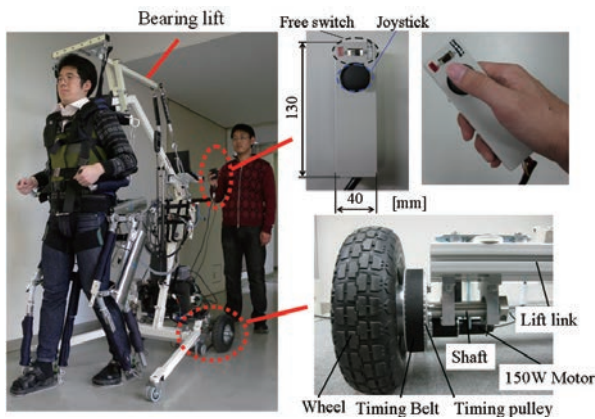 Bearing lift
Free switch
Joystick
130
40
[mm]
Lift link
Shaft
150W Motor
Wheel
Timing Belt
Timing pulley